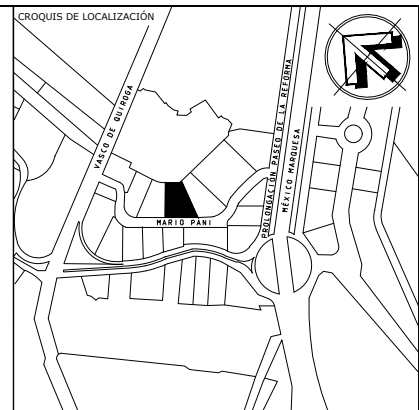 CROQUIS DE LOCALIZACIÓN
VASCO DE QUIROGA
PROLONGACIÓN PASEO DE LA REFORMA
MÉXICO MARQUESA
MARIO PANI